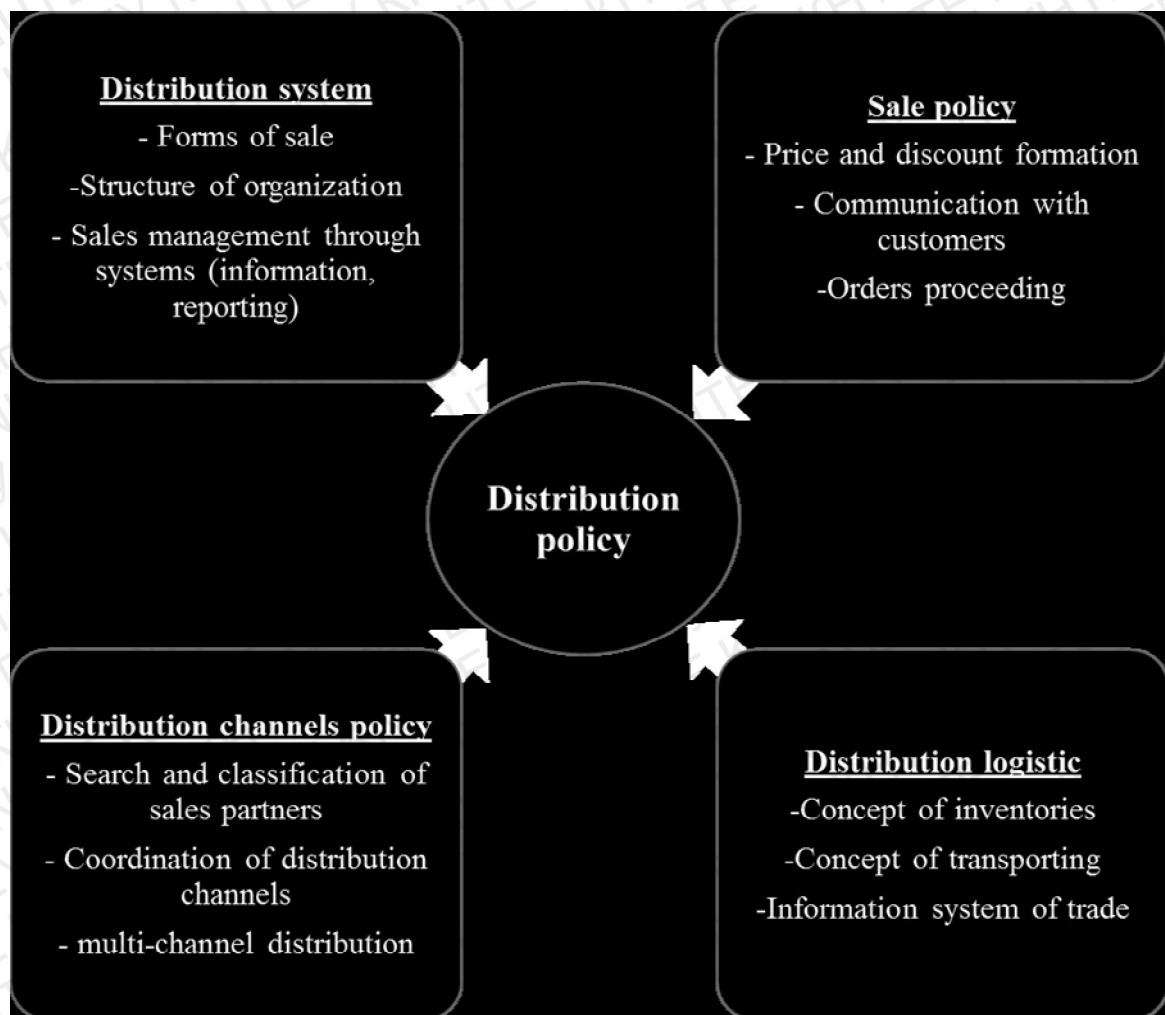 Distribution system
- Forms of sale
-Structure of organization
- Sales management through
systems (information,
reporting)
Sale policy
- Price and discount formation
- Communication with
customers
-Orders proceeding
Distribution
policy
Distribution channels policy
- Search and classification of
sales partners
- Coordination of distribution
channels
- multi-channel distribution
Distribution logistic
-Concept of inventories
-Concept of transporting
-Information system of trade